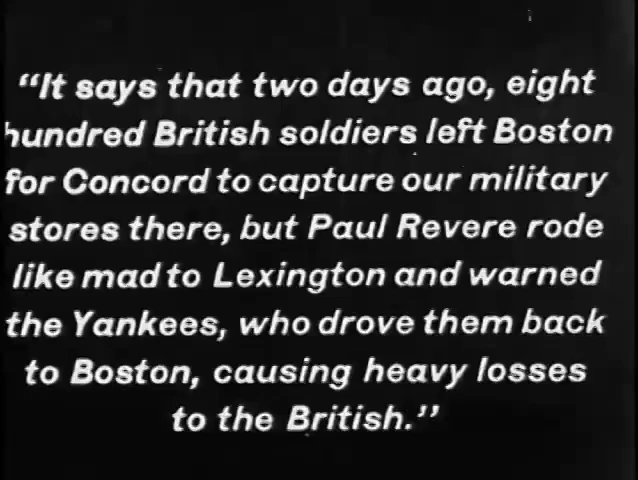 “It says that two days ago, eight
hundred British soldiers left Boston
for Concord to capture our military
stores there, but Paul Revere rode
like mad to Lexington and warned
the Yankees, who drove them back
to Boston, causing heavy losses
to the British.”